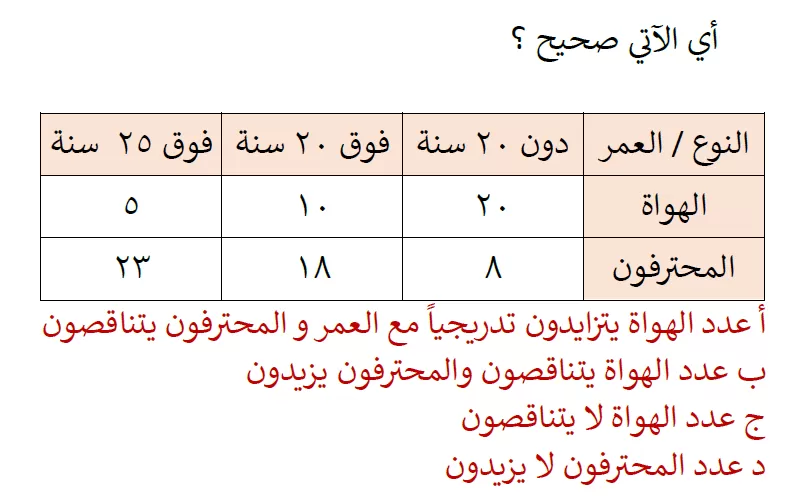 أي الآتي صحيح ؟
النوع / العمر دون ٢٠ سنة فوق ٢٠ سنة فوق ٢٥ سنة
الهواة ٢٠ ١٠ ٥
المحترفون ٨ ١٨ ٢٣
أ عدد الهواة يتزايدون تدريجياً مع العمر و المحترفون يتناقصون
ب عدد الهواة يتناقصون والمحترفون يزيدون
ج عدد الهواة لا يتناقصون
د عدد المحترفون لا يزيدون